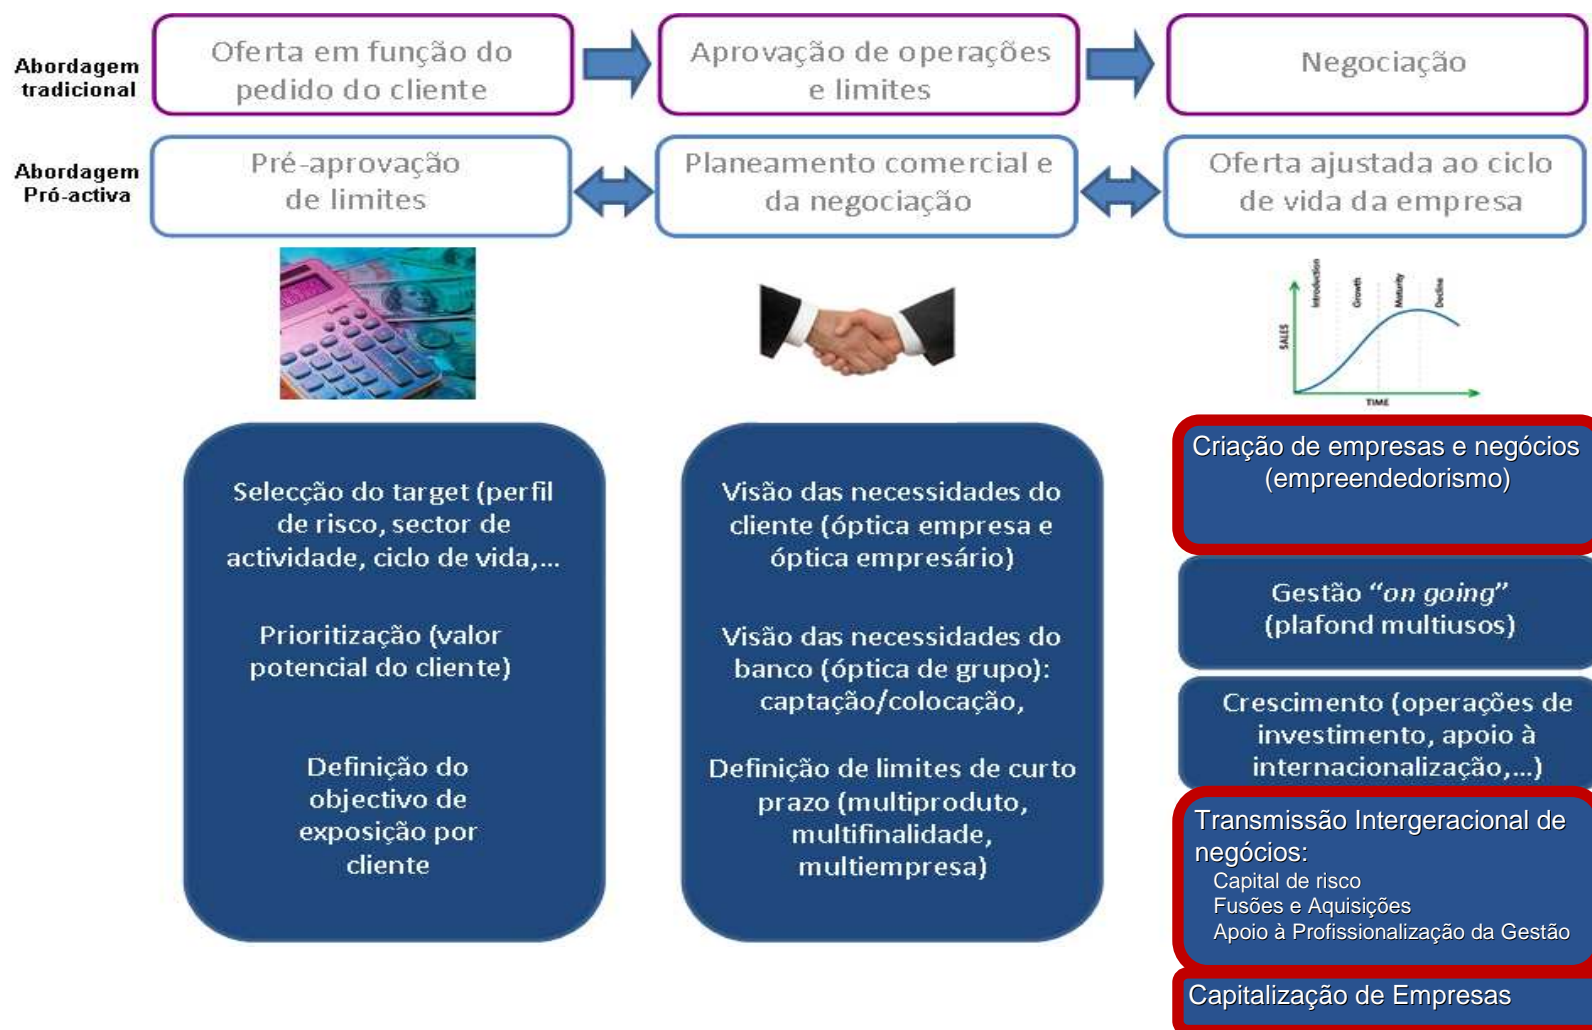 Abordagem
tradicional
Oferta em função do
pedido do cliente
Aprovação de operações
e limites
Negociação
Abordagem
Pró-activa
Pré-aprovação
de limites
Planeamento comercial e
da negociação
Oferta ajustada ao ciclo
de vida da empresa
Introduction
Growth
Maturity
Decline
SALES
TIME
Selecção do target (perfil
de risco, sector de
actividade, ciclo de vida,...
Prioritização (valor
potencial do cliente)
Definição do
objectivo de
exposição por
cliente
Visão das necessidades do
cliente (óptica empresa e
óptica empresário)
Visão das necessidades do
banco (óptica de grupo):
captação/colocação,
Definição de limites de curto
prazo (multiproduto,
multifinalidade,
multiempresa)
Criação de empresas e negócios
(empreendedorismo)
Gestão “on going”
(plafond multiusos)
Crescimento (operações de
investimento, apoio à
internacionalização,...)
Transmissão Intergeracional de
negócios:
Capital de risco
Fusões e Aquisições
Apoio à Profissionalização da Gestão
Capitalização de Empresas